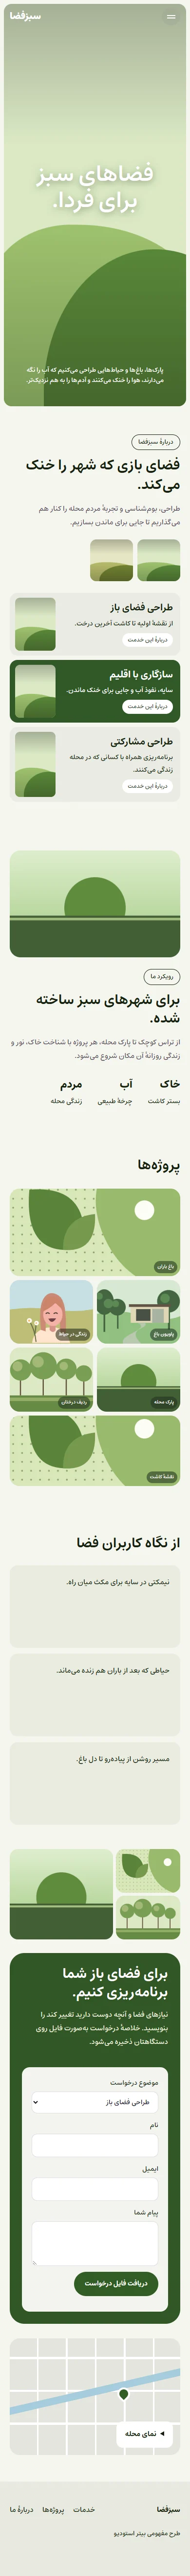 سبزفضا
فضاهای سبز
برای فردا.
پارک‌ها، باغ‌ها و حیاط‌هایی طراحی می‌کنیم که آب را نگه
می‌دارند، هوا را خنک می‌کنند و آدم‌ها را به هم نزدیک‌تر.
دربارهٔ سبزفضا
فضای بازی که شهر را خنک
می‌کند.
طراحی، بوم‌شناسی و تجربهٔ مردم محله را کنار هم
می‌گذاریم تا جایی برای ماندن بسازیم.
طراحی فضای باز
از نقشهٔ اولیه تا کاشت آخرین درخت.
دربارهٔ این خدمت
سازگاری با اقلیم
سایه، نفوذ آب و جایی برای خنک ماندن.
دربارهٔ این خدمت
طراحی مشارکتی
برنامه‌ریزی همراه با کسانی که در محله
زندگی می‌کنند.
دربارهٔ این خدمت
رویکرد ما
برای شهرهای سبز ساخته
شده.
از تراس کوچک تا پارک محله، هر پروژه با شناخت خاک، نور و
زندگی روزانهٔ آن مکان شروع می‌شود.
خاک
بستر کاشت
آب
چرخهٔ طبیعی
مردم
زندگی محله
پروژه‌ها
باغ باران
پاویون باغ
زندگی در حیاط
پارک محله
ردیف درختان
نقشهٔ کاشت
از نگاه کاربران فضا
نیمکتی در سایه برای مکث میان راه.
حیاطی که بعد از باران هم زنده می‌ماند.
مسیر روشن از پیاده‌رو تا دل باغ.
برای فضای باز شما
برنامه‌ریزی کنیم.
نیازهای فضا و آنچه دوست دارید تغییر کند را
بنویسید. خلاصهٔ درخواست به‌صورت فایل روی
دستگاهتان ذخیره می‌شود.
موضوع درخواست
طراحی فضای باز
نام
ایمیل
پیام شما
دریافت فایل درخواست
نمای محله
سبزفضا
خدمات
پروژه‌ها
دربارهٔ ما
طرح مفهومی بیتر استودیو